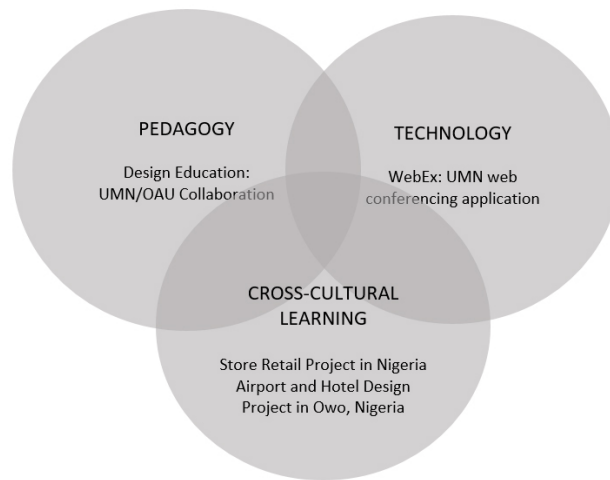 PEDAGOGY
Design Education:
UMN/OAU Collaboration
TECHNOLOGY
WebEx: UMN web
conferencing application
CROSS-CULTURAL
LEARNING
Store Retail Project in Nigeria
Airport and Hotel Design
Project in Owo, Nigeria